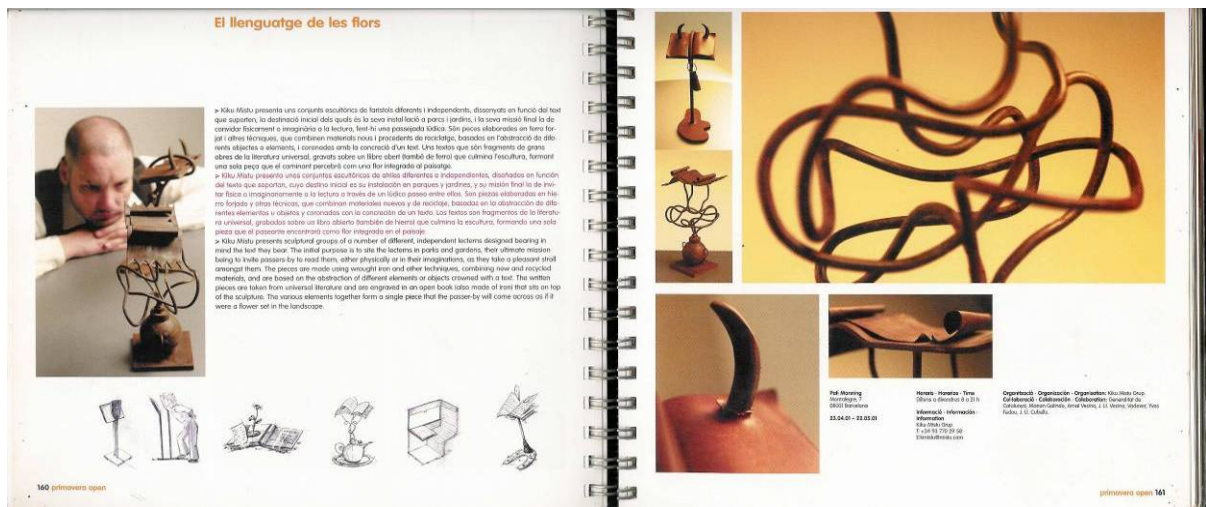 El llenguatge de les flors
> Kiku Mistu presenta uns conjunts escultòrics de faristols diferents i independents, dissenyats en funció del text
que suporten, la destinació inicial dels quals és la seva instal·lació a parcs i jardins, i la seva missió final la de
convidar físicament o imaginària a la lectura, fent-hi una passejada lúdica. Són peces elaborades en ferro for-
jat i altres tècniques, que combinen materials nous i procedents de reciclatge, basades en l'abstracció de dife-
rents objectes o elements, i coronades amb la concreció d'un text. Uns textos que són fragments de grans
obres de la literatura universal, gravats sobre un llibre obert (també de ferro) que culmina l'escultura, formant
una sola peça que el caminant percebrà com una flor integrada al paisatge.
> Kiku Mistu presenta unos conjuntos escultóricos de atriles diferentes e independientes, diseñados en función
del texto que soportan, cuyo destino inicial es su instalación en parques y jardines, y su misión final la de invi-
tar física o imaginariamente a la lectura a través de un lúdico paseo entre ellos. Son piezas elaboradas en hie-
rro forjado y otras técnicas, que combinan materiales nuevos y de reciclaje, basadas en la abstracción de dife-
rentes elementos u objetos y coronadas con la concreción de un texto. Los textos son fragmentos de la literatu-
ra universal, grabados sobre un libro abierto (también de hierro) que culmina la escultura, formando una sola
pieza que el paseante encontrará como flor integrada en el paisaje.
> Kiku Mistu presents sculptural groups of a number of different, independent lecterns designed bearing in
mind the text they bear. The initial purpose is to site the lecterns in parks and gardens, their ultimate mission
being to invite passers-by to read them, either physically or in their imaginations, as they take a pleasant stroll
amongst them. The pieces are made using wrought iron and other techniques, combining new and recycled
materials, and are based on the abstraction of different elements or objects crowned with a text. The written
pieces are taken from universal literature and are engraved in an open book (also made of iron) that sits on top
of the sculpture. The various elements together form a single piece that the passer-by will come across as if it
were a flower set in the landscape.
160 primavera open
Pati Manning
Montalegre, 7
08001 Barcelona
23.04.01 – 22.05.01
Horaris · Horarios · Time
Dilluns a divendres 8 a 21 h
Informació · Información ·
Information
Kiku Mistu Grup
Organització · Organización · Organisation: Kiku Mistu Grup
Col·laboració · Colaboración · Colaboration: Generalitat de
primavera open 161